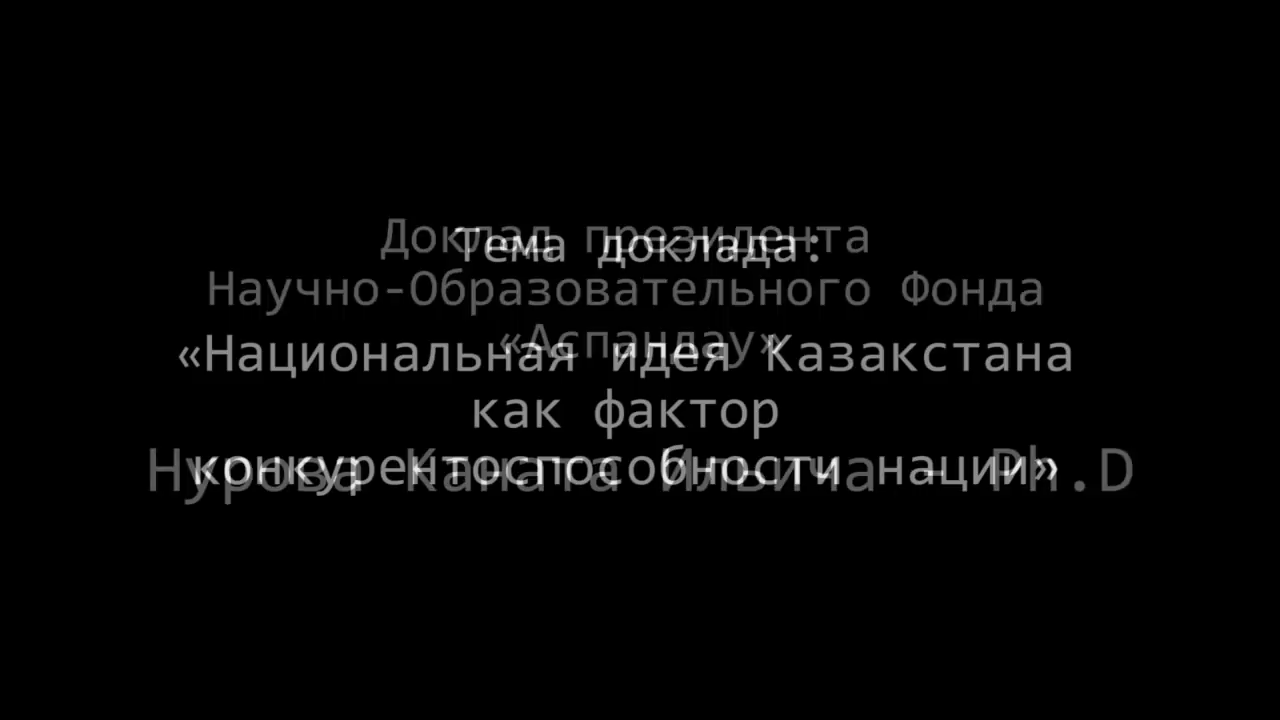 Доклад президента
Научно-Образовательного Фонда
«Аспандау»
Нурова Каната Ильича - Ph.D
Тема доклада:
«Национальная идея Казахстана
как фактор
конкурентоспособности нации»